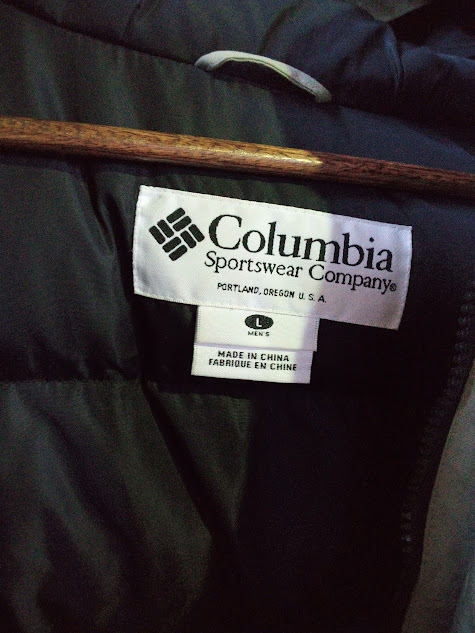 Columbia
Sportswear Company®
PORTLAND, OREGON U. S. A.
L
MEN'S
MADE IN CHINA
FABRIQUE EN CHINE